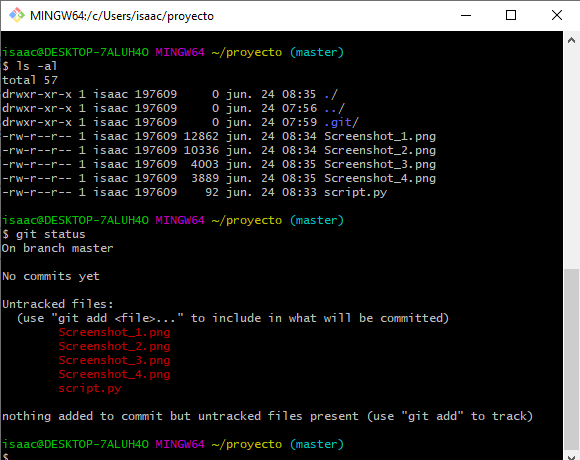 MINGW64:/c/Users/isaac/proyecto
isaac@DESKTOP-7ALUH4O MINGW64 ~/proyecto (master)
$ ls -al
total 57
drwxr-xr-x 1 isaac 197609     0 jun. 24 08:35 ./
drwxr-xr-x 1 isaac 197609     0 jun. 24 07:56 ../
drwxr-xr-x 1 isaac 197609     0 jun. 24 07:59 .git/
-rw-r--r-- 1 isaac 197609 12862 jun. 24 08:34 Screenshot_1.png
-rw-r--r-- 1 isaac 197609 10336 jun. 24 08:34 Screenshot_2.png
-rw-r--r-- 1 isaac 197609  4003 jun. 24 08:35 Screenshot_3.png
-rw-r--r-- 1 isaac 197609  3889 jun. 24 08:35 Screenshot_4.png
-rw-r--r-- 1 isaac 197609    92 jun. 24 08:33 script.py
isaac@DESKTOP-7ALUH4O MINGW64 ~/proyecto (master)
$ git status
On branch master
No commits yet
Untracked files:
  (use "git add <file>..." to include in what will be committed)
        Screenshot_1.png
        Screenshot_2.png
        Screenshot_3.png
        Screenshot_4.png
        script.py
nothing added to commit but untracked files present (use "git add" to track)
isaac@DESKTOP-7ALUH4O MINGW64 ~/proyecto (master)
$